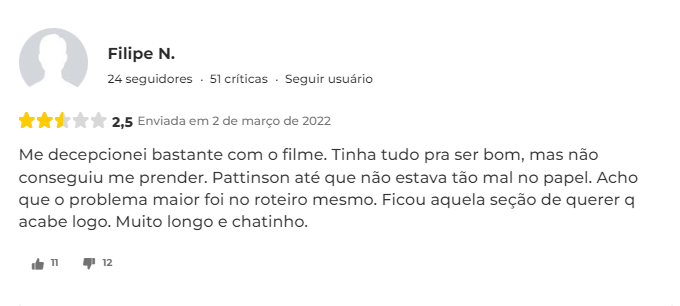 Filipe N.
24 seguidores · 51 críticas · Seguir usuário
2,5 Enviada em 2 de março de 2022
Me decepcionei bastante com o filme. Tinha tudo pra ser bom, mas não
conseguiu me prender. Pattinson até que não estava tão mal no papel. Acho
que o problema maior foi no roteiro mesmo. Ficou aquela seção de querer q
acabe logo. Muito longo e chatinho.
11 12